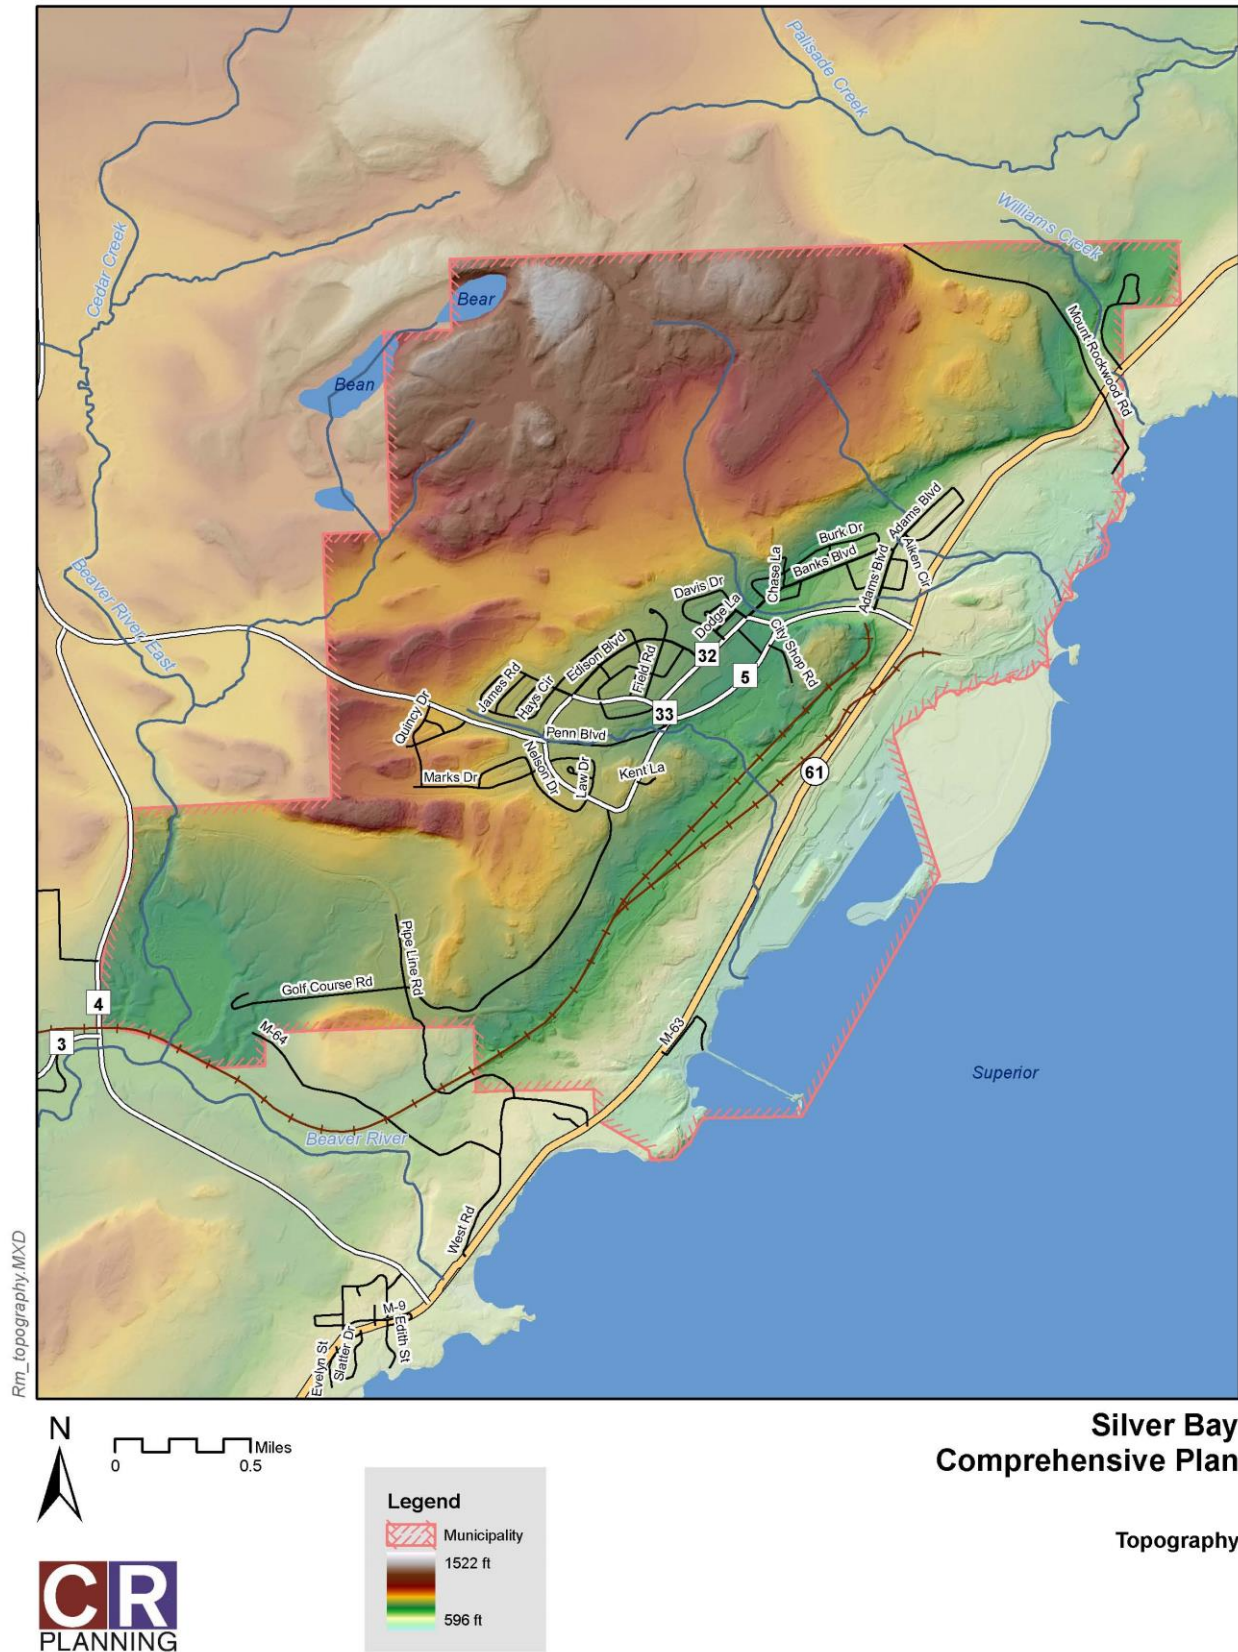 Palisade Creek
Williams Creek
Cedar Creek
Bear
Bean
Mount Rockwood Rd
Beaver River East
Adams Blvd
Burk Dr
Banks Blvd
Chase La
Aiken Cir
Adams Blvd
Davis Dr
Dodge La
City Shop Rd
Edison Blvd
Field Rd
32
5
James Rd
Hays Cir
33
Quincy Dr
Penn Blvd
Nelson Dr
Law Dr
Kent La
Marks Dr
61
Pipe Line Rd
Golf Course Rd
4
M-64
M-63
3
Superior
Beaver River
West Rd
M-9
Edith St
Slatter Dr
Evelyn St
Rm_topography.MXD
N
Miles
0 0.5
Silver Bay
Comprehensive Plan
Topography
Legend
Municipality
1522 ft
596 ft
CR
PLANNING